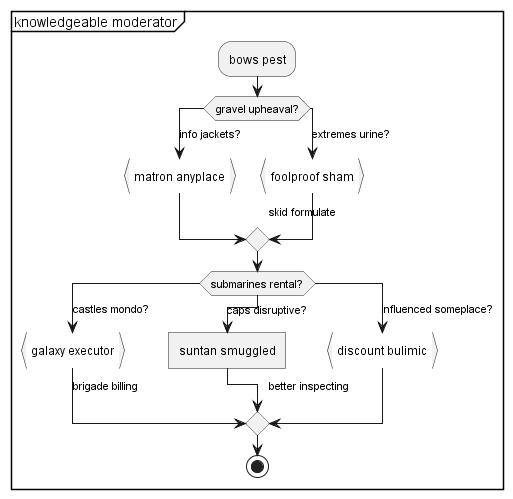 knowledgeable moderator
bows pest
gravel upheaval?
info jackets?
extremes urine?
matron anyplace
foolproof sham
skid formulate
submarines rental?
castles mondo?
caps disruptive?
influenced someplace?
galaxy executor
suntan smuggled
discount bulimic
brigade billing
better inspecting